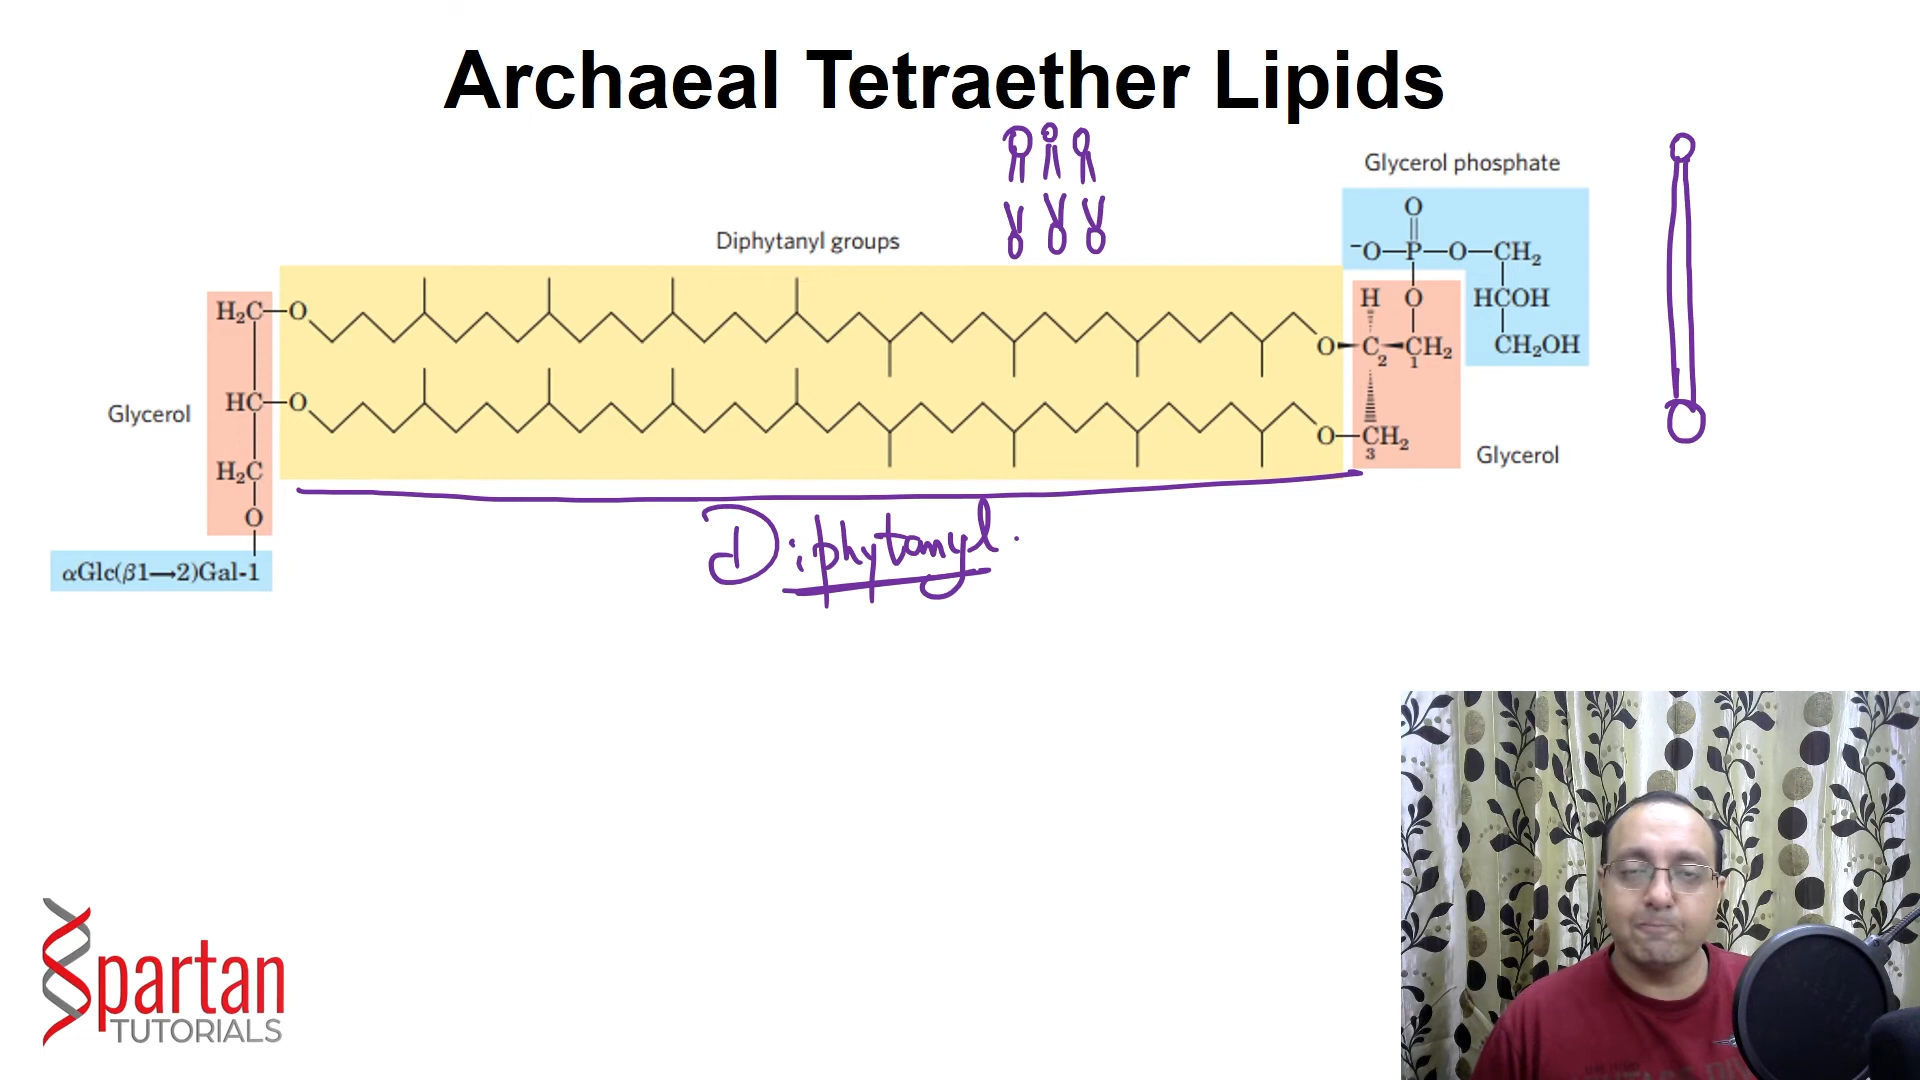 Archaeal Tetraether Lipids
Glycerol phosphate
Diphytanyl groups
O
⁻O—P—O—CH₂
H₂C—O
H O HCOH
O C₂ CH₂ CH₂OH
1
HC—O
Glycerol
O—CH₂
3
Glycerol
H₂C
O
αGlc(β1→2)Gal-1
Diphytanyl.
Spartan
TUTORIALS